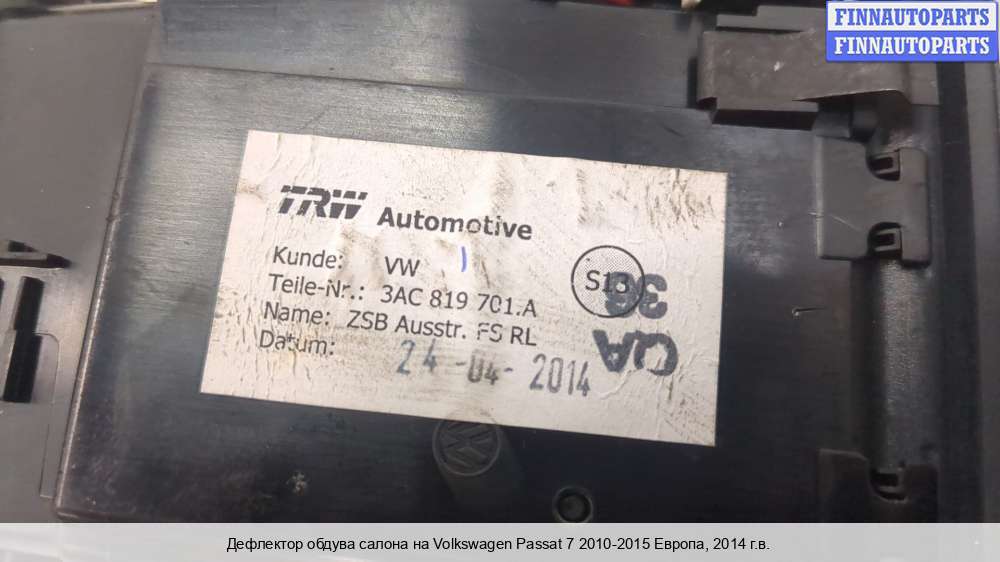 FINNAUTOPARTS
FINNAUTOPARTS
TRW Automotive
Kunde: VW
Teile-Nr.: 3AC 819 701.A
Name: ZSB Ausstr. FS RL
Datum: 24-04-2014
S13
38
QA
Дефлектор обдува салона на Volkswagen Passat 7 2010-2015 Европа, 2014 г.в.